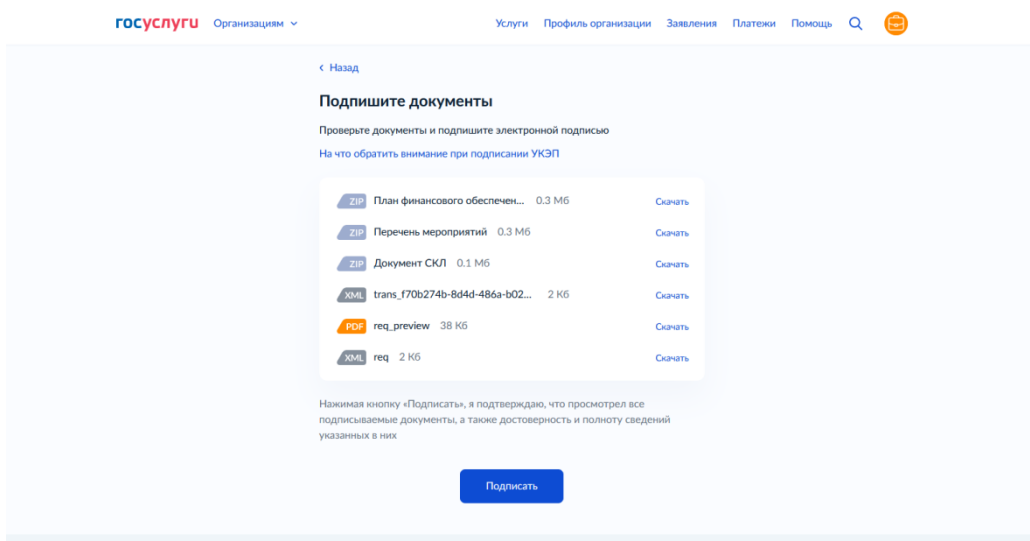 госуслуги Организациям Услуги Профиль организации Заявления Платежи Помощь
Назад
Подпишите документы
Проверьте документы и подпишите электронной подписью
На что обратить внимание при подписании УКЭП
ZIP План финансового обеспечен... 0.3 Мб Скачать
ZIP Перечень мероприятий 0.3 Мб Скачать
ZIP Документ СКЛ 0.1 Мб Скачать
XML trans_f70b274b-8d4d-486a-b02... 2 Кб Скачать
PDF req_preview 38 Кб Скачать
XML req 2 Кб Скачать
Нажимая кнопку «Подписать», я подтверждаю, что просмотрел все
подписываемые документы, а также достоверность и полноту сведений
указанных в них
Подписать